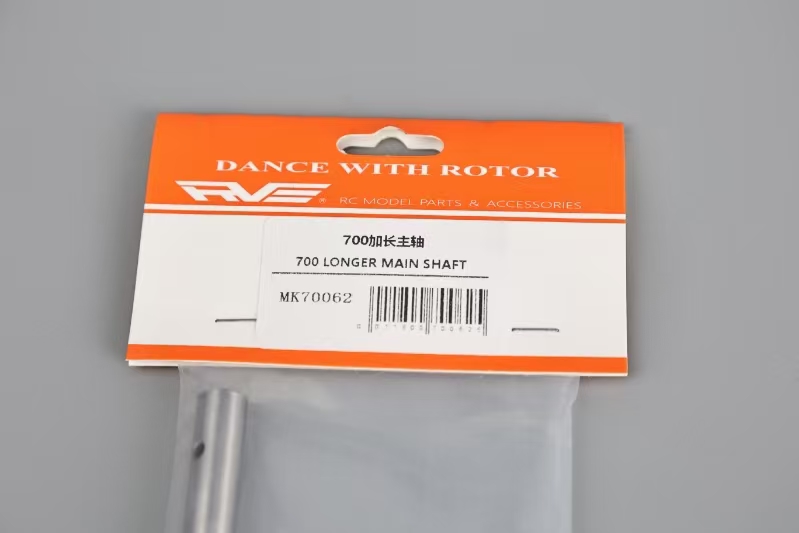 DANCE WITH ROTOR
RVE ® RC MODEL PARTS & ACCESSORIES
700加长主轴
700 LONGER MAIN SHAFT
MK70062